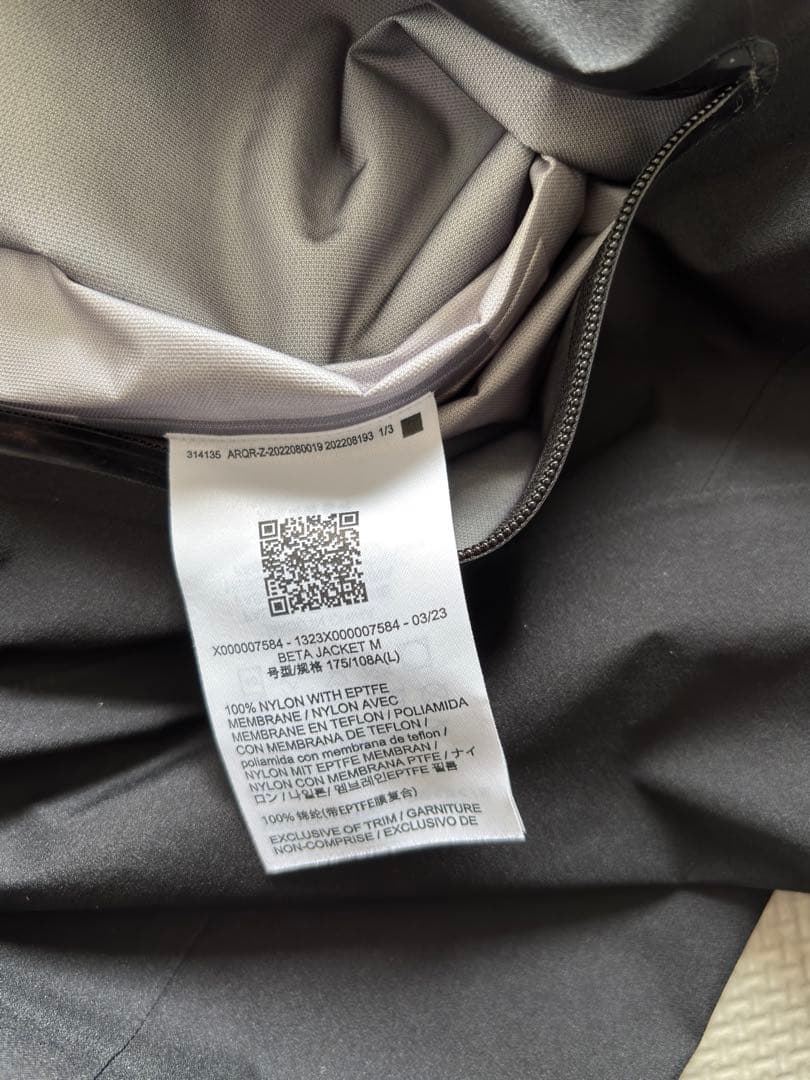 314135 ARQR-Z-2022080019 202208193 1/3
X000007584 - 1323X000007584 - 03/23
BETA JACKET M
号型/规格 175/108A(L)
100% NYLON WITH EPTFE
MEMBRANE / NYLON AVEC
MEMBRANE EN TEFLON / POLIAMIDA
CON MEMBRANA DE TEFLON /
poliamida con membrana de teflon /
NYLON MIT EPTFE MEMBRAN /
NYLON CON MEMBRANA PTFE / ナイ
ロン / 나일론/ 엠브레인EPTFE 필름
100% 锦纶(带EPTFE膜复合)
EXCLUSIVE OF TRIM / GARNITURE
NON-COMPRISE / EXCLUSIVO DE